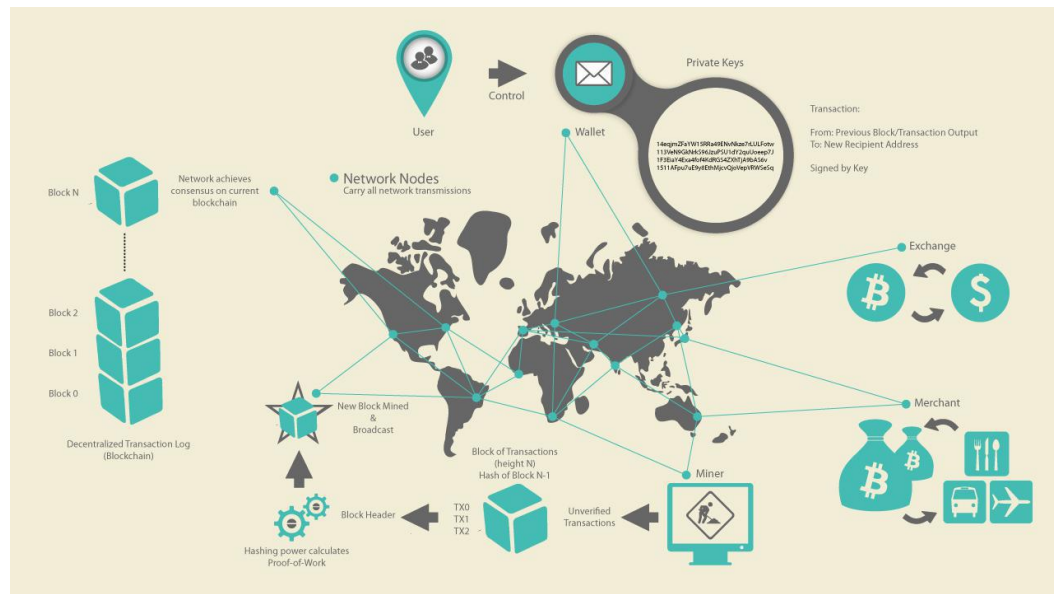 User
Control
Private Keys
Transaction:
From: Previous Block/Transaction Output
To: New Recipient Address
Signed by Key
Wallet
Block N
Network achieves
consensus on current
blockchain
Network Nodes
Carry all network transmissions
Exchange
Block 2
Block 1
Block 0
Decentralized Transaction Log
(Blockchain)
New Block Mined
&
Broadcast
Merchant
Block of Transactions
(height N)
Hash of Block N-1
Miner
TX0
TX1
TX2
Block Header
Unverified
Transactions
Hashing power calculates
Proof-of-Work